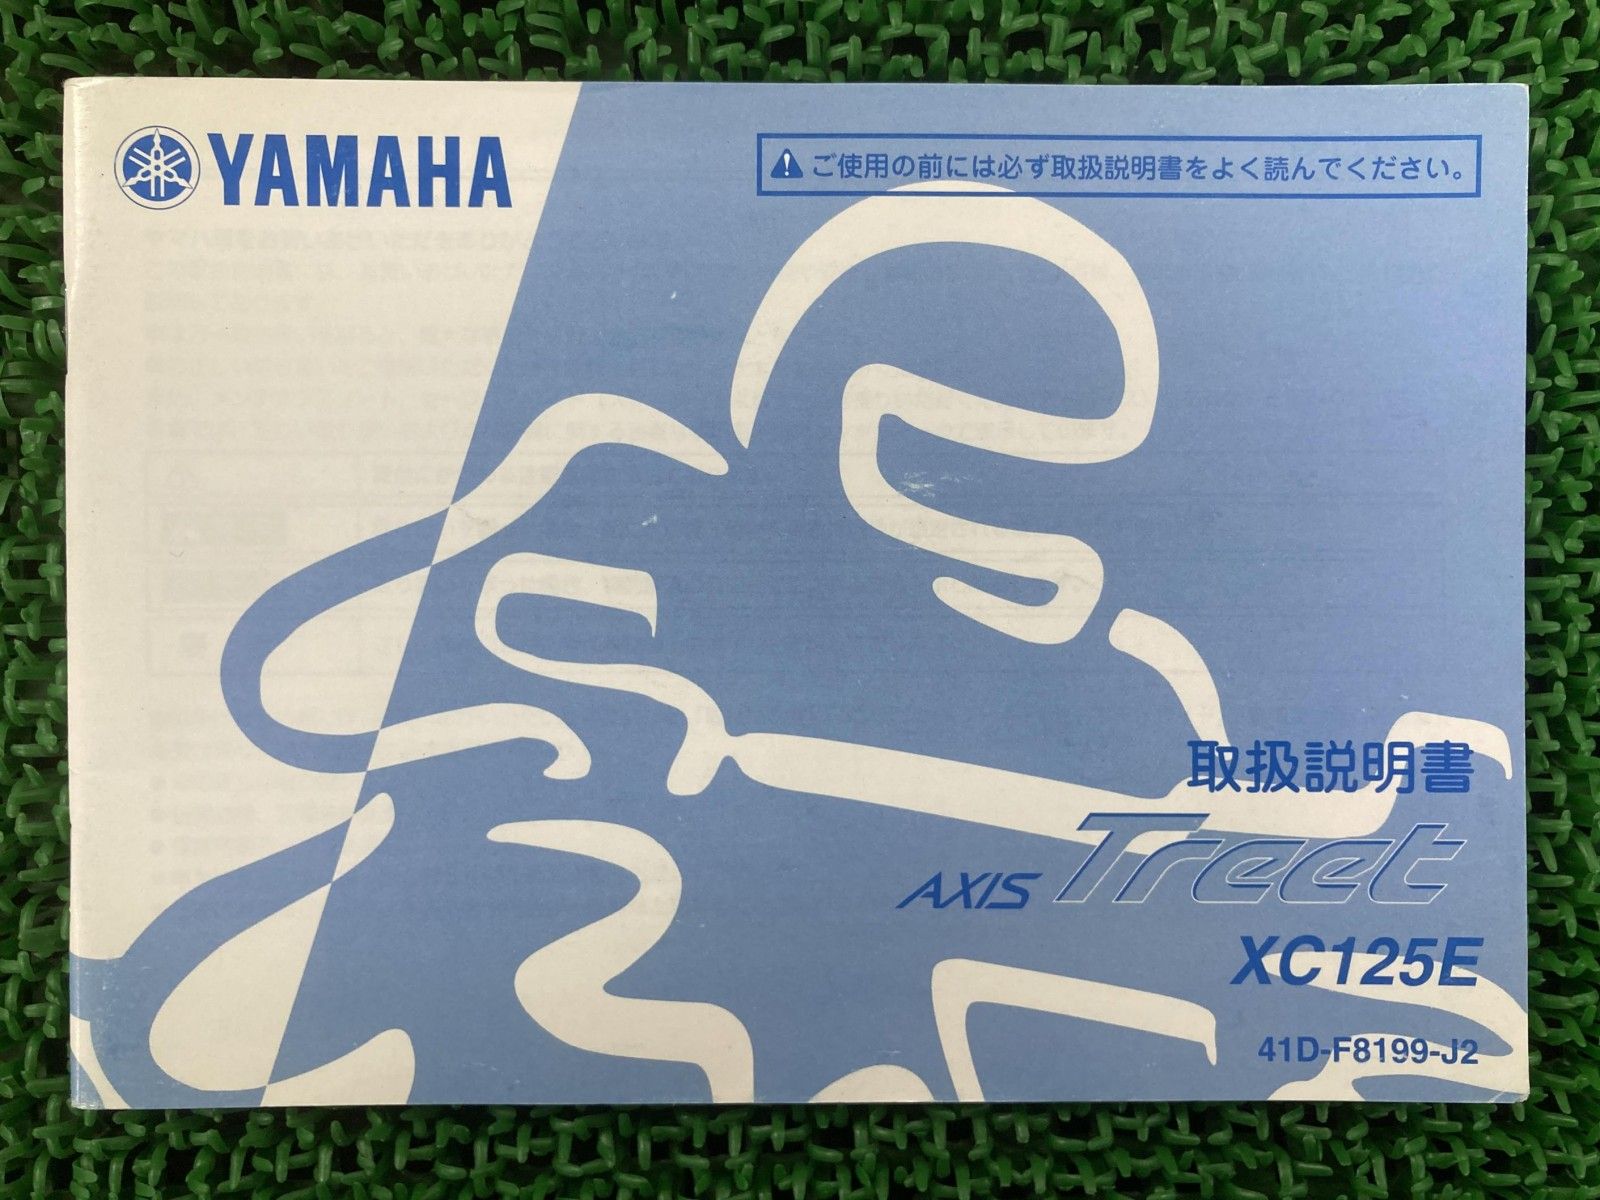 YAMAHA
ご使用の前には必ず取扱説明書をよく読んでください。
取扱説明書
AXIS Treet
XC125E
41D-F8199-J2